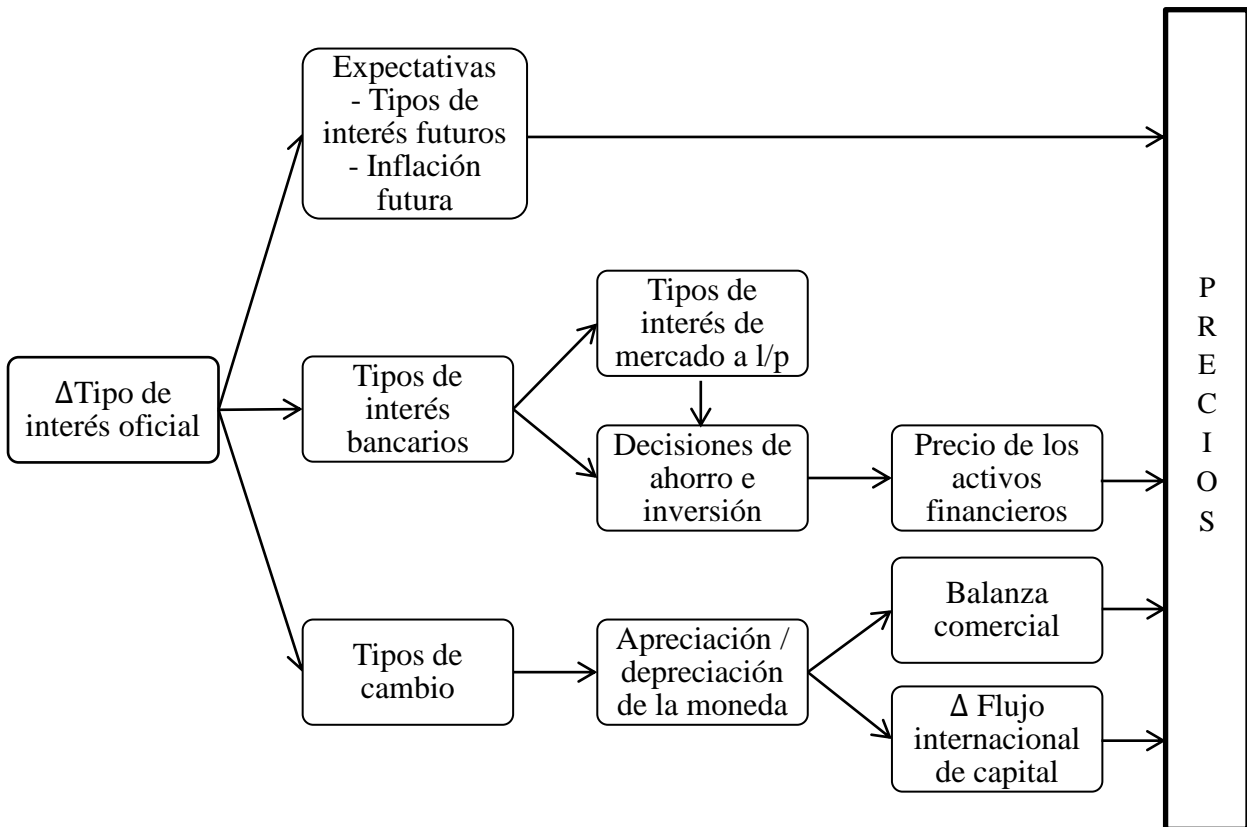 Expectativas
- Tipos de
interés futuros
- Inflación
futura
Tipos de
interés de
mercado a l/p
ΔTipo de
interés oficial
Tipos de
interés
bancarios
Decisiones de
ahorro e
inversión
Precio de los
activos
financieros
Balanza
comercial
Tipos de
cambio
Apreciación /
depreciación
de la moneda
Δ Flujo
internacional
de capital
P
R
E
C
I
O
S